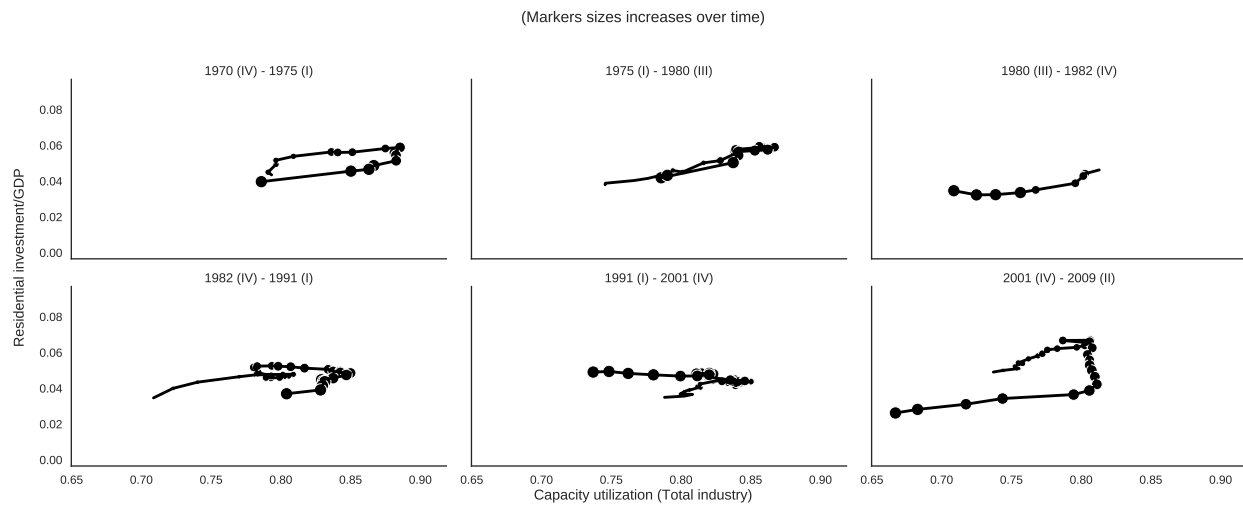 (Markers sizes increases over time)
1970 (IV) - 1975 (I)
1975 (I) - 1980 (III)
1980 (III) - 1982 (IV)
0.08
0.06
0.04
0.02
0.00
Residential investment/GDP
1982 (IV) - 1991 (I)
1991 (I) - 2001 (IV)
2001 (IV) - 2009 (II)
0.08
0.06
0.04
0.02
0.00
0.65 0.70 0.75 0.80 0.85 0.90
0.65 0.70 0.75 0.80 0.85 0.90
0.65 0.70 0.75 0.80 0.85 0.90
Capacity utilization (Total industry)